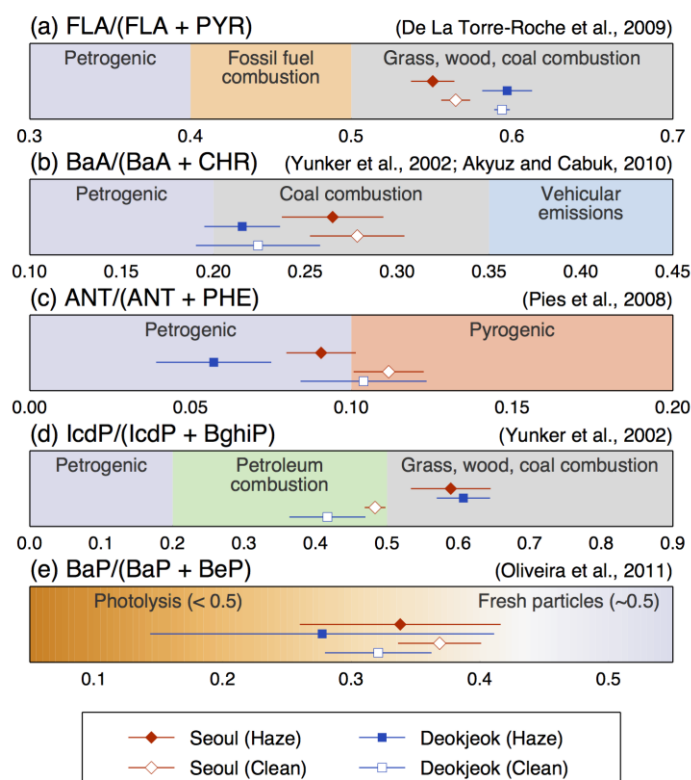 (a) FLA/(FLA + PYR) (De La Torre-Roche et al., 2009)
Petrogenic Fossil fuel Grass, wood, coal combustion
combustion
0.3 0.4 0.5 0.6 0.7
(b) BaA/(BaA + CHR) (Yunker et al., 2002; Akyuz and Cabuk, 2010)
Petrogenic Coal combustion Vehicular
emissions
0.10 0.15 0.20 0.25 0.30 0.35 0.40 0.45
(c) ANT/(ANT + PHE) (Pies et al., 2008)
Petrogenic Pyrogenic
0.00 0.05 0.10 0.15 0.20
(d) IcdP/(IcdP + BghiP) (Yunker et al., 2002)
Petrogenic Petroleum Grass, wood, coal combustion
combustion
0.0 0.1 0.2 0.3 0.4 0.5 0.6 0.7 0.8 0.9
(e) BaP/(BaP + BeP) (Oliveira et al., 2011)
Photolysis (< 0.5) Fresh particles (~0.5)
0.1 0.2 0.3 0.4 0.5
Seoul (Haze) Deokjeok (Haze)
Seoul (Clean) Deokjeok (Clean)